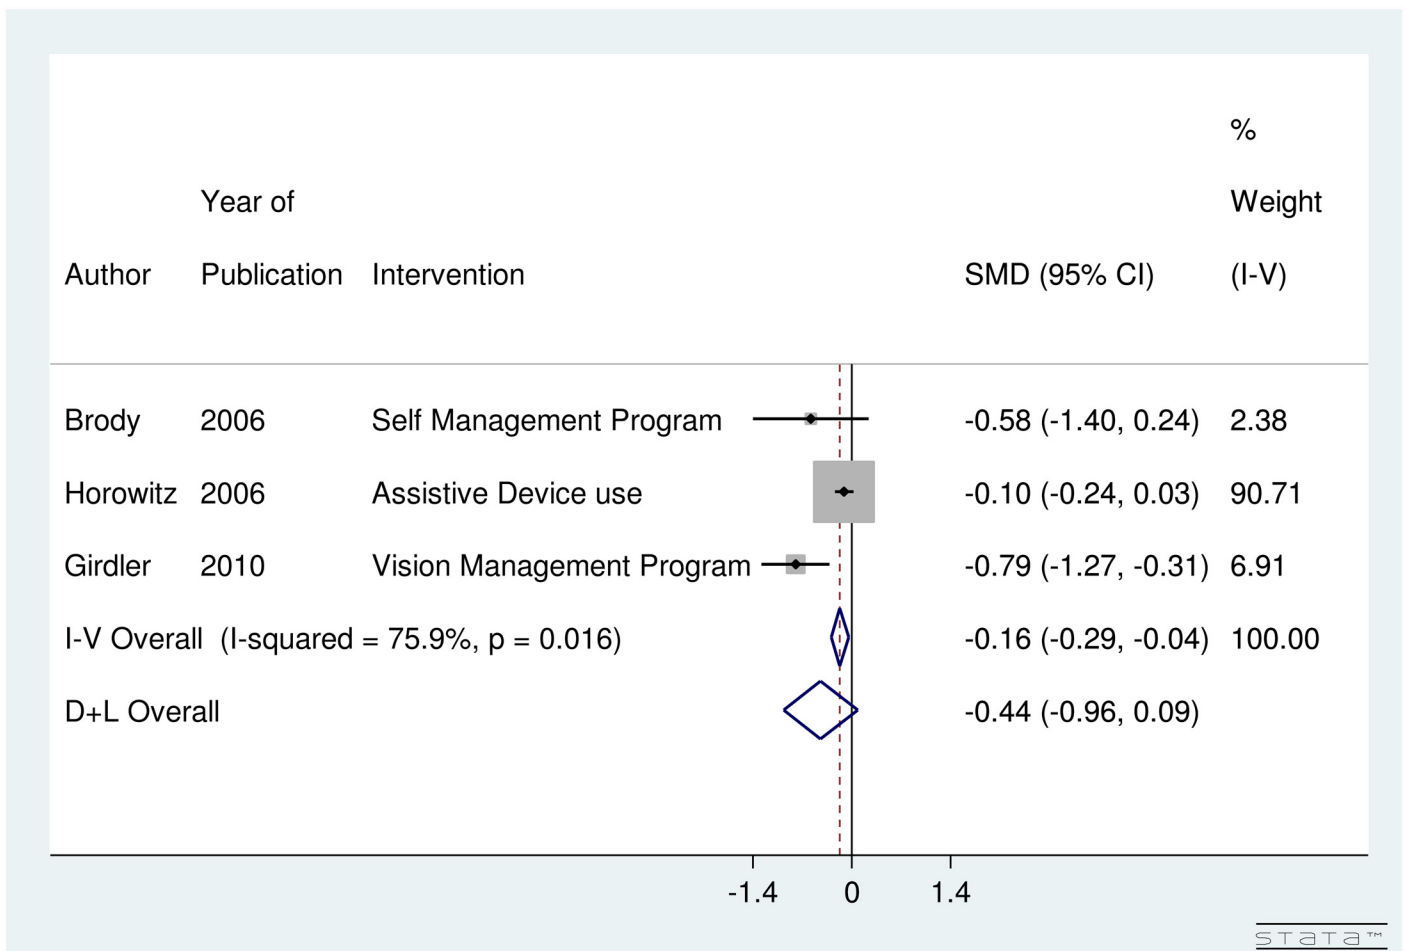 %
Year of Weight
Author Publication Intervention SMD (95% CI) (I-V)
Brody 2006 Self Management Program -0.58 (-1.40, 0.24) 2.38
Horowitz 2006 Assistive Device use -0.10 (-0.24, 0.03) 90.71
Girdler 2010 Vision Management Program -0.79 (-1.27, -0.31) 6.91
I-V Overall (I-squared = 75.9%, p = 0.016) -0.16 (-0.29, -0.04) 100.00
D+L Overall -0.44 (-0.96, 0.09)
-1.4 0 1.4
STATA™